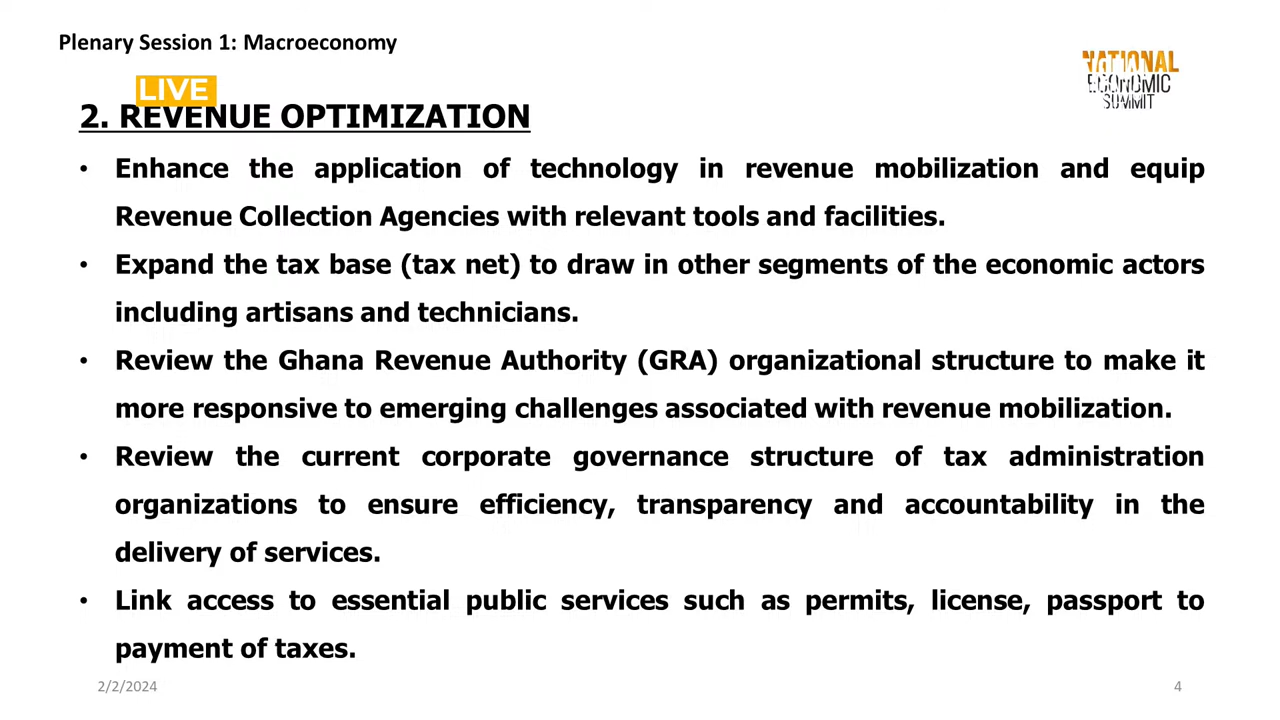 Plenary Session 1: Macroeconomy
NATIONAL
ECONOMIC
SUMMIT
LIVE
2. REVENUE OPTIMIZATION
• Enhance the application of technology in revenue mobilization and equip
Revenue Collection Agencies with relevant tools and facilities.
• Expand the tax base (tax net) to draw in other segments of the economic actors
including artisans and technicians.
• Review the Ghana Revenue Authority (GRA) organizational structure to make it
more responsive to emerging challenges associated with revenue mobilization.
• Review the current corporate governance structure of tax administration
organizations to ensure efficiency, transparency and accountability in the
delivery of services.
• Link access to essential public services such as permits, license, passport to
payment of taxes.
2/2/2024
4